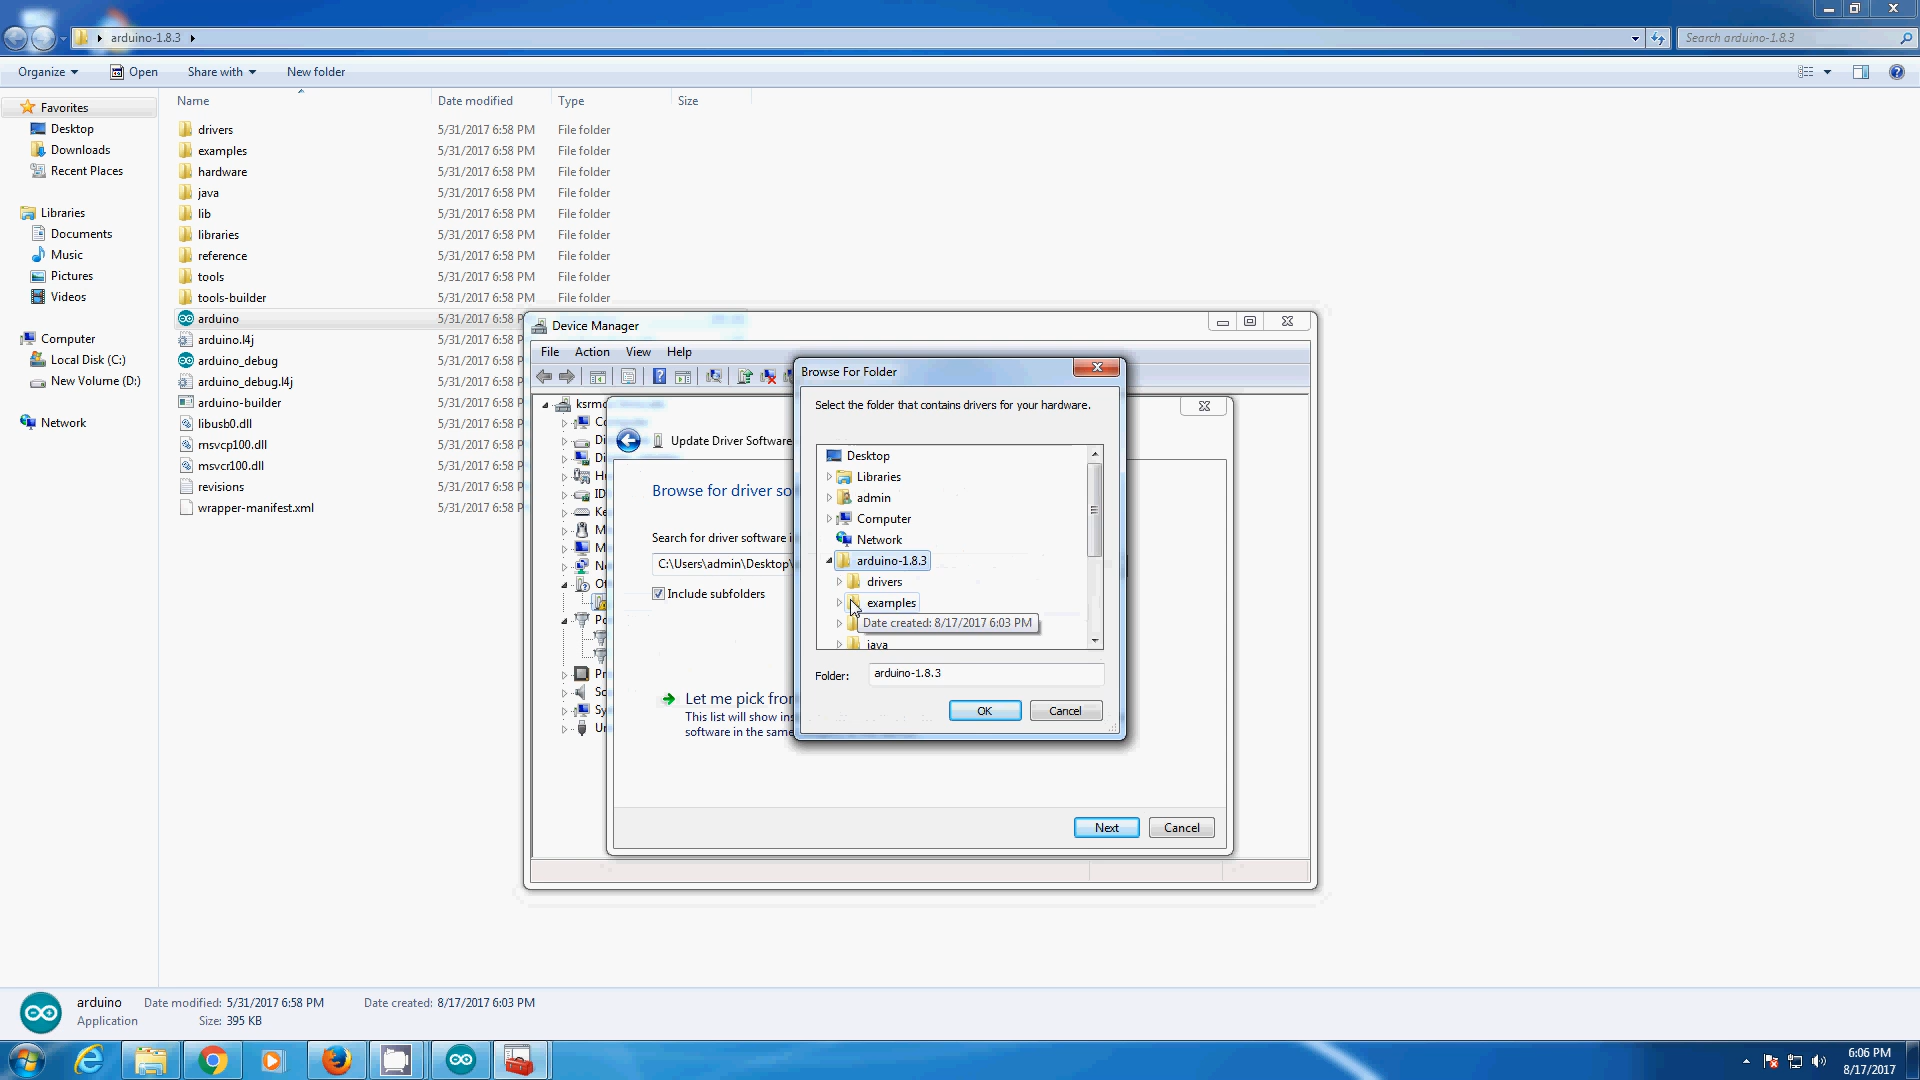 arduino-1.8.3
Search arduino-1.8.3
Organize
Open
Share with
New folder
Favorites
Desktop
Downloads
Recent Places
Libraries
Documents
Music
Pictures
Videos
Computer
Local Disk (C:)
New Volume (D:)
Network
Name Date modified Type Size
drivers 5/31/2017 6:58 PM File folder
examples 5/31/2017 6:58 PM File folder
hardware 5/31/2017 6:58 PM File folder
java 5/31/2017 6:58 PM File folder
lib 5/31/2017 6:58 PM File folder
libraries 5/31/2017 6:58 PM File folder
reference 5/31/2017 6:58 PM File folder
tools 5/31/2017 6:58 PM File folder
tools-builder 5/31/2017 6:58 PM File folder
arduino 5/31/2017 6:58 P
arduino.l4j 5/31/2017 6:58 P
arduino_debug 5/31/2017 6:58 P
arduino_debug.l4j 5/31/2017 6:58 P
arduino-builder 5/31/2017 6:58 P
libusb0.dll 5/31/2017 6:58 P
msvcp100.dll 5/31/2017 6:58 P
msvcr100.dll 5/31/2017 6:58 P
revisions 5/31/2017 6:58 P
wrapper-manifest.xml 5/31/2017 6:58 P
Device Manager
File Action View Help
Update Driver Software
Browse for driver so
Search for driver software i
C:\Users\admin\Desktop\
Include subfolders
Let me pick from
This list will show ins
software in the same
Next
Cancel
Browse For Folder
Select the folder that contains drivers for your hardware.
Desktop
Libraries
admin
Computer
Network
arduino-1.8.3
drivers
examples
Date created: 8/17/2017 6:03 PM
java
Folder: arduino-1.8.3
OK
Cancel
arduino Date modified: 5/31/2017 6:58 PM Date created: 8/17/2017 6:03 PM
Application Size: 395 KB
6:06 PM
8/17/2017